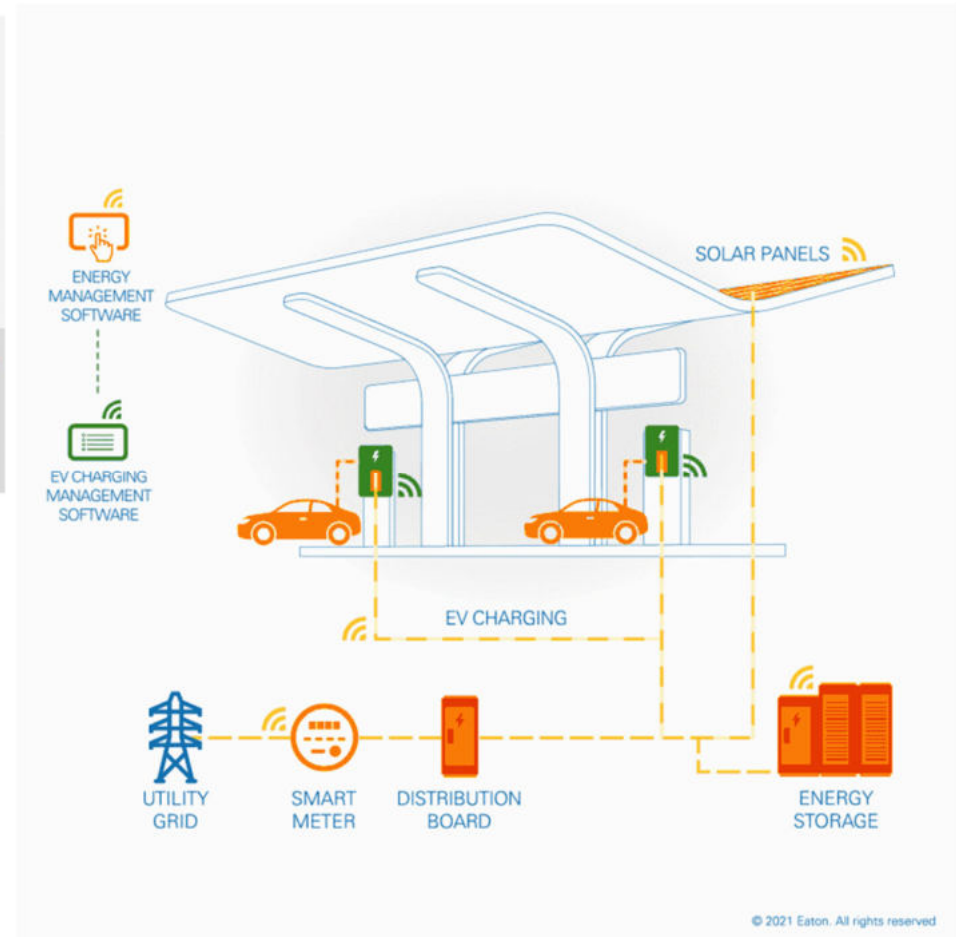 SOLAR PANELS
ENERGY
MANAGEMENT
SOFTWARE
EV CHARGING
MANAGEMENT
SOFTWARE
EV CHARGING
UTILITY
GRID
SMART
METER
DISTRIBUTION
BOARD
ENERGY
STORAGE
© 2021 Eaton. All rights reserved